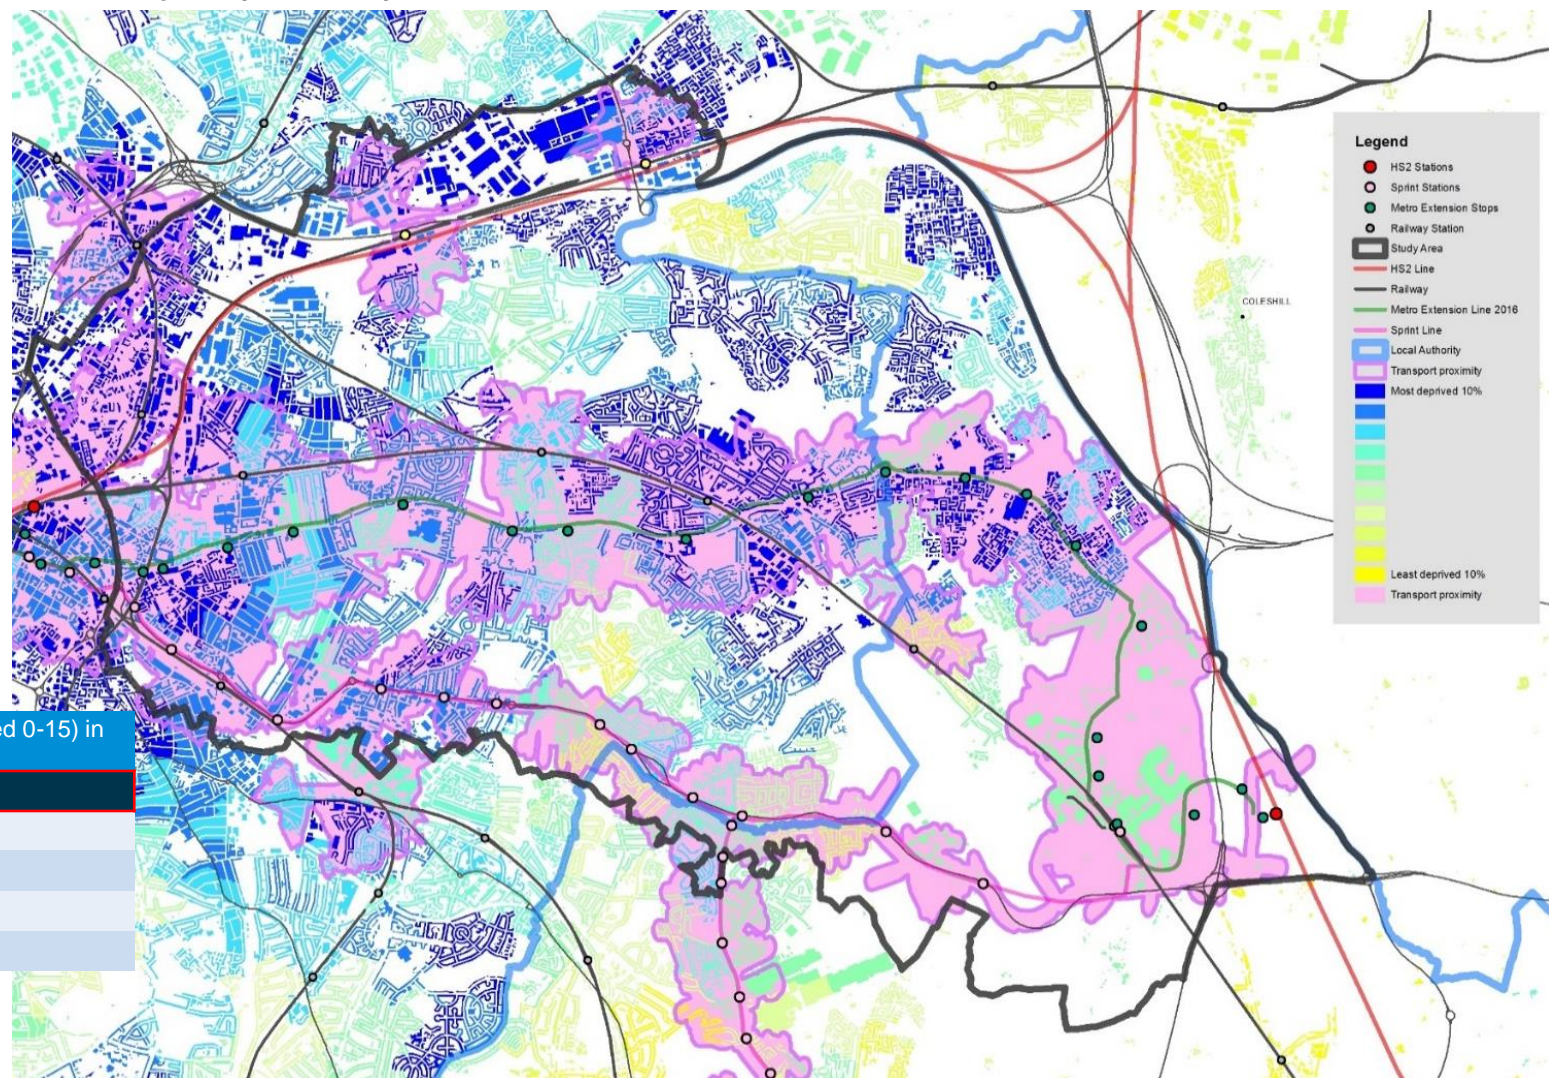 Legend
HS2 Stations
Sprint Stations
Metro Extension Stops
Railway Station
Study Area
HS2 Line
Railway
Metro Extension Line 2016
Sprint Line
Local Authority
Transport proximity
Most deprived 10%
Least deprived 10%
Transport proximity
COLESHILL
ed 0-15) in